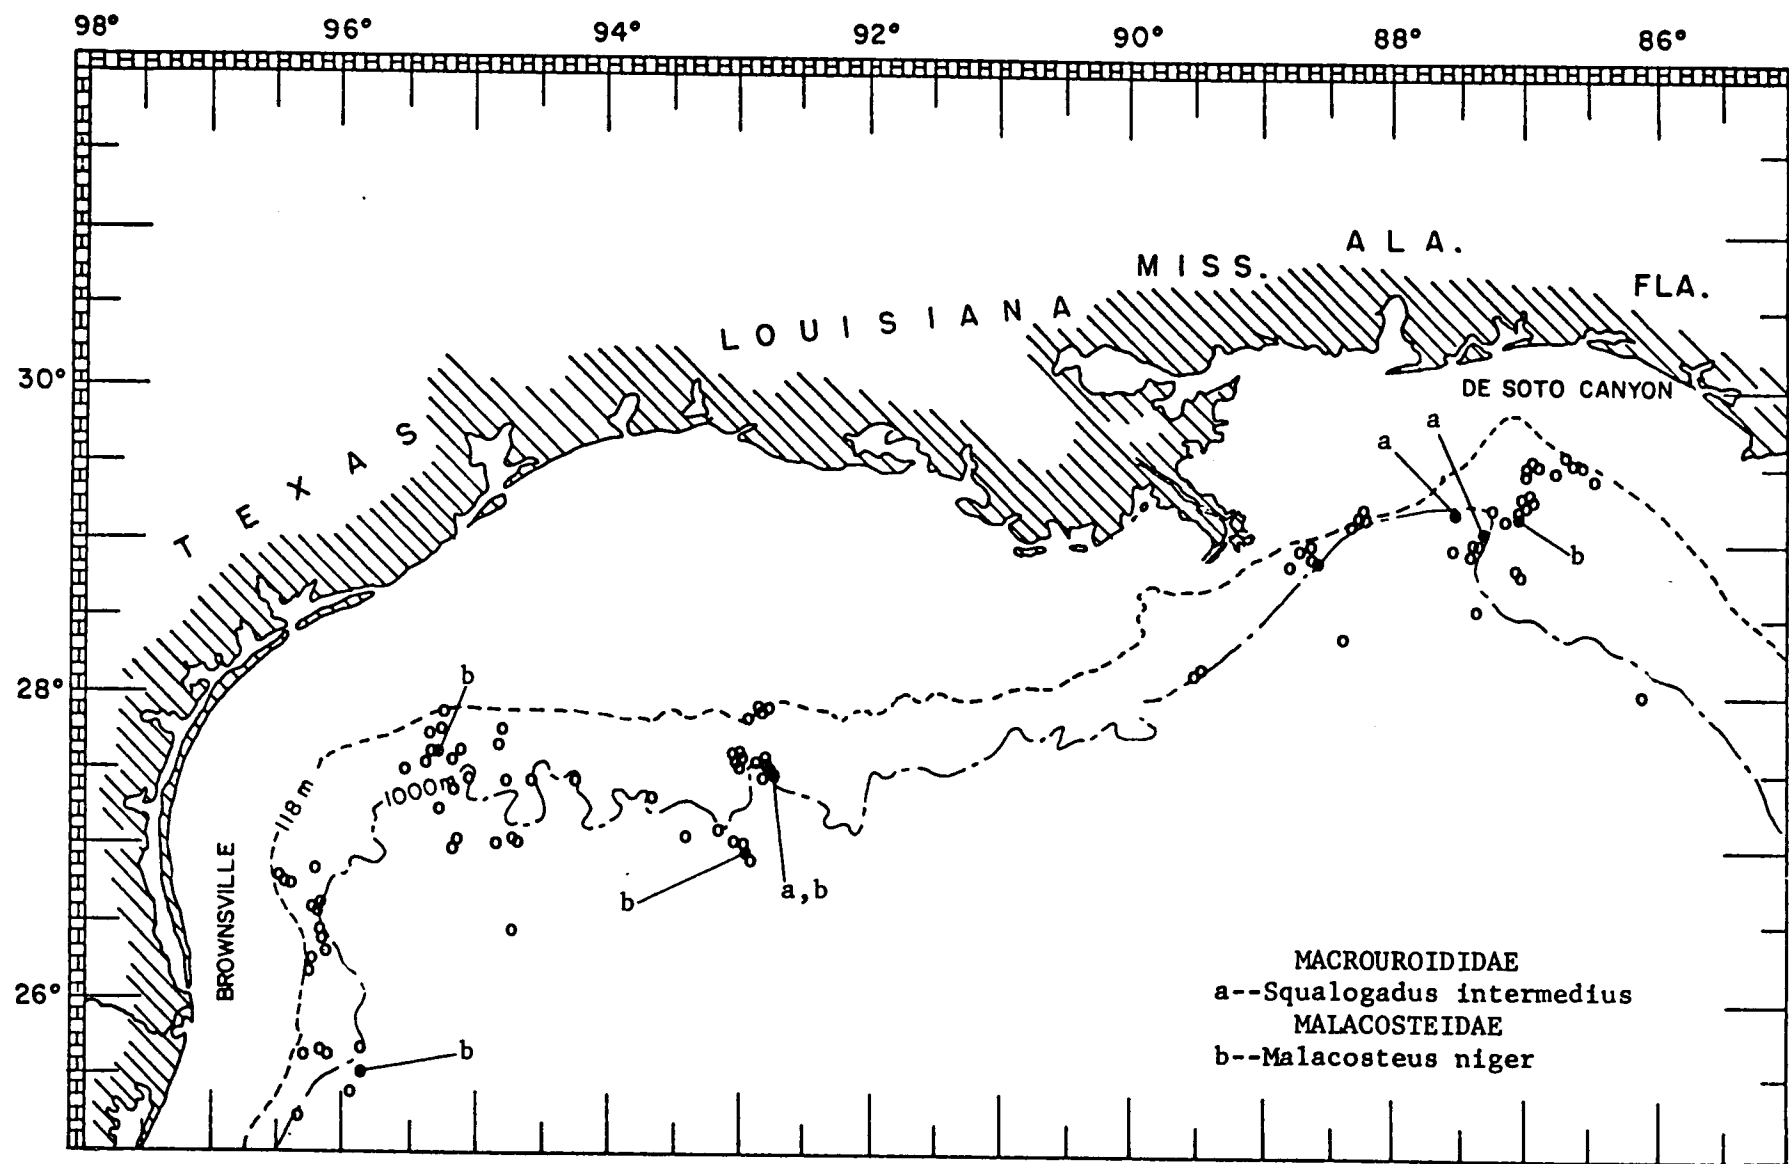 98° 96° 94° 92° 90° 88° 86°
ALA.
MISS.
FLA.
LOUISIANA
30°
DE SOTO CANYON
TEXAS
a
a
b
28°
b
118 m
1000 m
BROWNSVILLE
b
a,b
26°
MACROUROIDIDAE
a--Squalogadus intermedius
MALACOSTEIDAE
b--Malacosteus niger
b